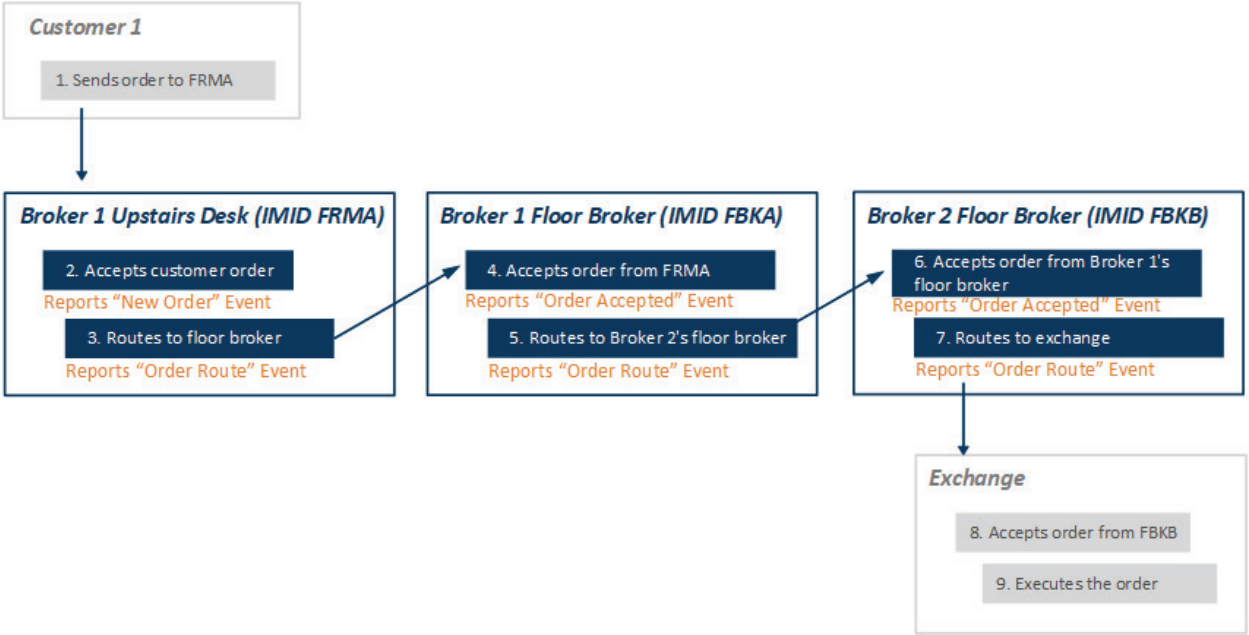 Customer 1
1. Sends order to FRMA
Broker 1 Upstairs Desk (IMID FRMA)
2. Accepts customer order
Reports “New Order” Event
3. Routes to floor broker
Reports “Order Route” Event
Broker 1 Floor Broker (IMID FBKA)
4. Accepts order from FRMA
Reports “Order Accepted” Event
5. Routes to Broker 2's floor broker
Reports “Order Route” Event
Broker 2 Floor Broker (IMID FBKB)
6. Accepts order from Broker 1's
floor broker
Reports “Order Accepted” Event
7. Routes to exchange
Reports “Order Route” Event
Exchange
8. Accepts order from FBKB
9. Executes the order